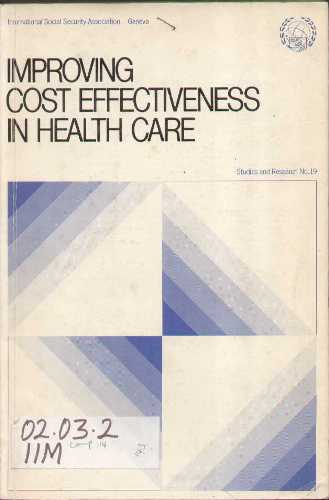 International Social Security Association Geneva
IMPROVING
COST EFFECTIVENESS
IN HEALTH CARE
Studies and Research No. 19
02.03.2
IIM